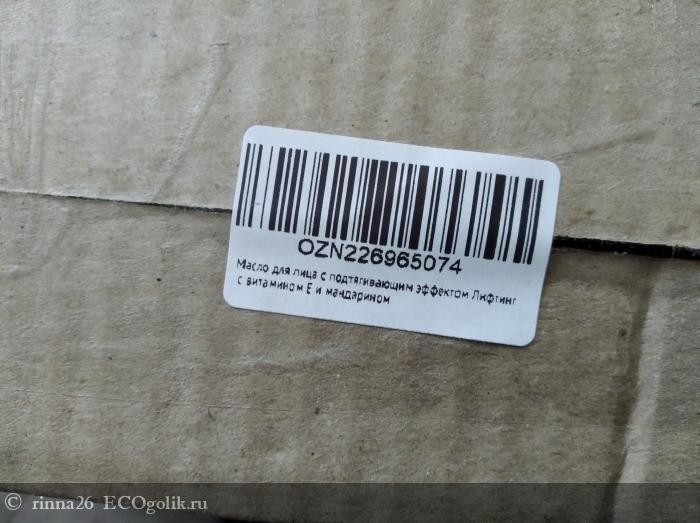 OZN226965074
Масло для лица с подтягивающим эффектом Лифтинг
с витамином Е и мандарином
© rinna26 ECOgolik.ru